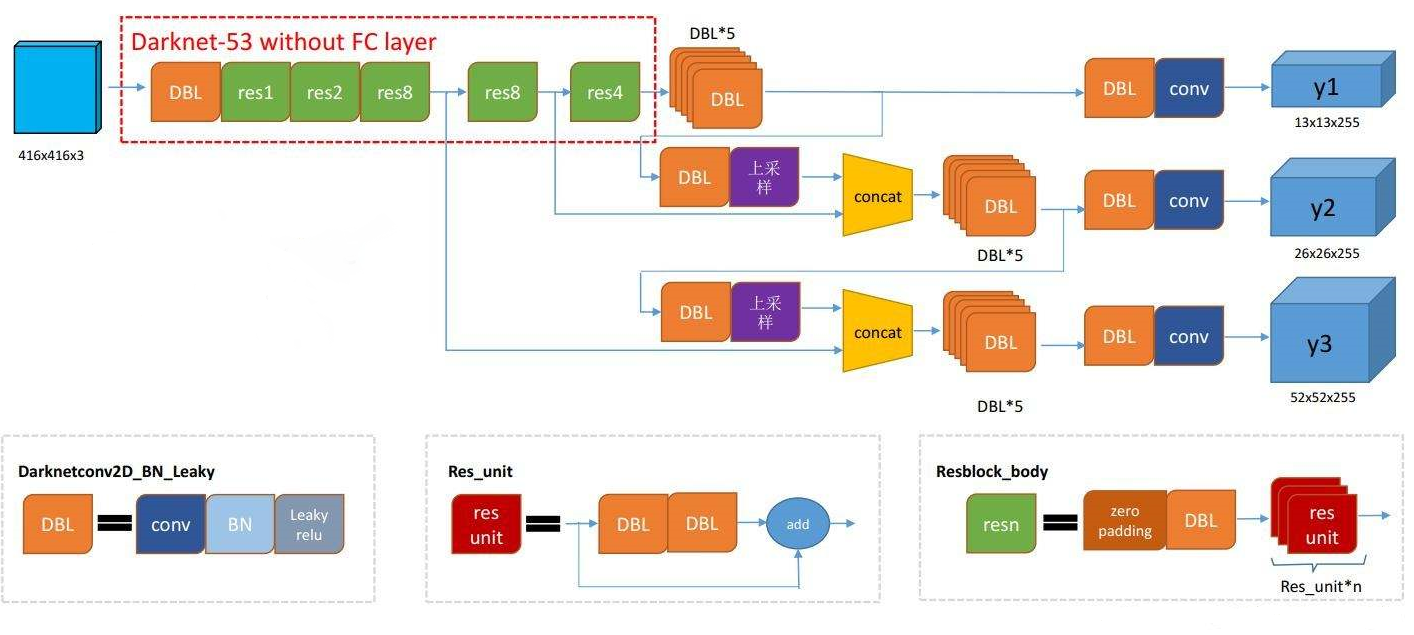 Darknet-53 without FC layer
DBL*5
DBL
res1
res2
res8
res8
res4
DBL
DBL
conv
y1
416x416x3
13x13x255
DBL
上采
样
concat
DBL
DBL
conv
y2
DBL*5
26x26x255
DBL
上采
样
concat
DBL
DBL
conv
y3
DBL*5
52x52x255
Darknetconv2D_BN_Leaky
DBL
conv
BN
Leaky
relu
Res_unit
res
unit
DBL
DBL
add
Resblock_body
resn
zero
padding
DBL
res
unit
Res_unit*n